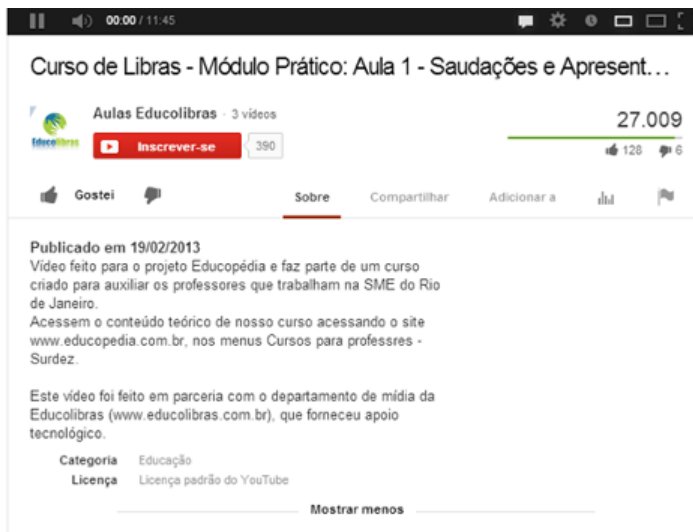 00:00 / 11:45
Curso de Libras - Módulo Prático: Aula 1 - Saudações e Apresent...
Aulas Educolibras · 3 vídeos
27.009
Educolibras
Inscrever-se 390
128 6
Gostei Sobre Compartilhar Adicionar a
Publicado em 19/02/2013
Vídeo feito para o projeto Educopédia e faz parte de um curso
criado para auxiliar os professores que trabalham na SME do Rio
de Janeiro.
Acessem o conteúdo teórico de nosso curso acessando o site
www.educopedia.com.br, nos menus Cursos para professres -
Surdez.
Este vídeo foi feito em parceria com o departamento de mídia da
Educolibras (www.educolibras.com.br), que forneceu apoio
tecnológico.
Categoria Educação
Licença Licença padrão do YouTube
Mostrar menos